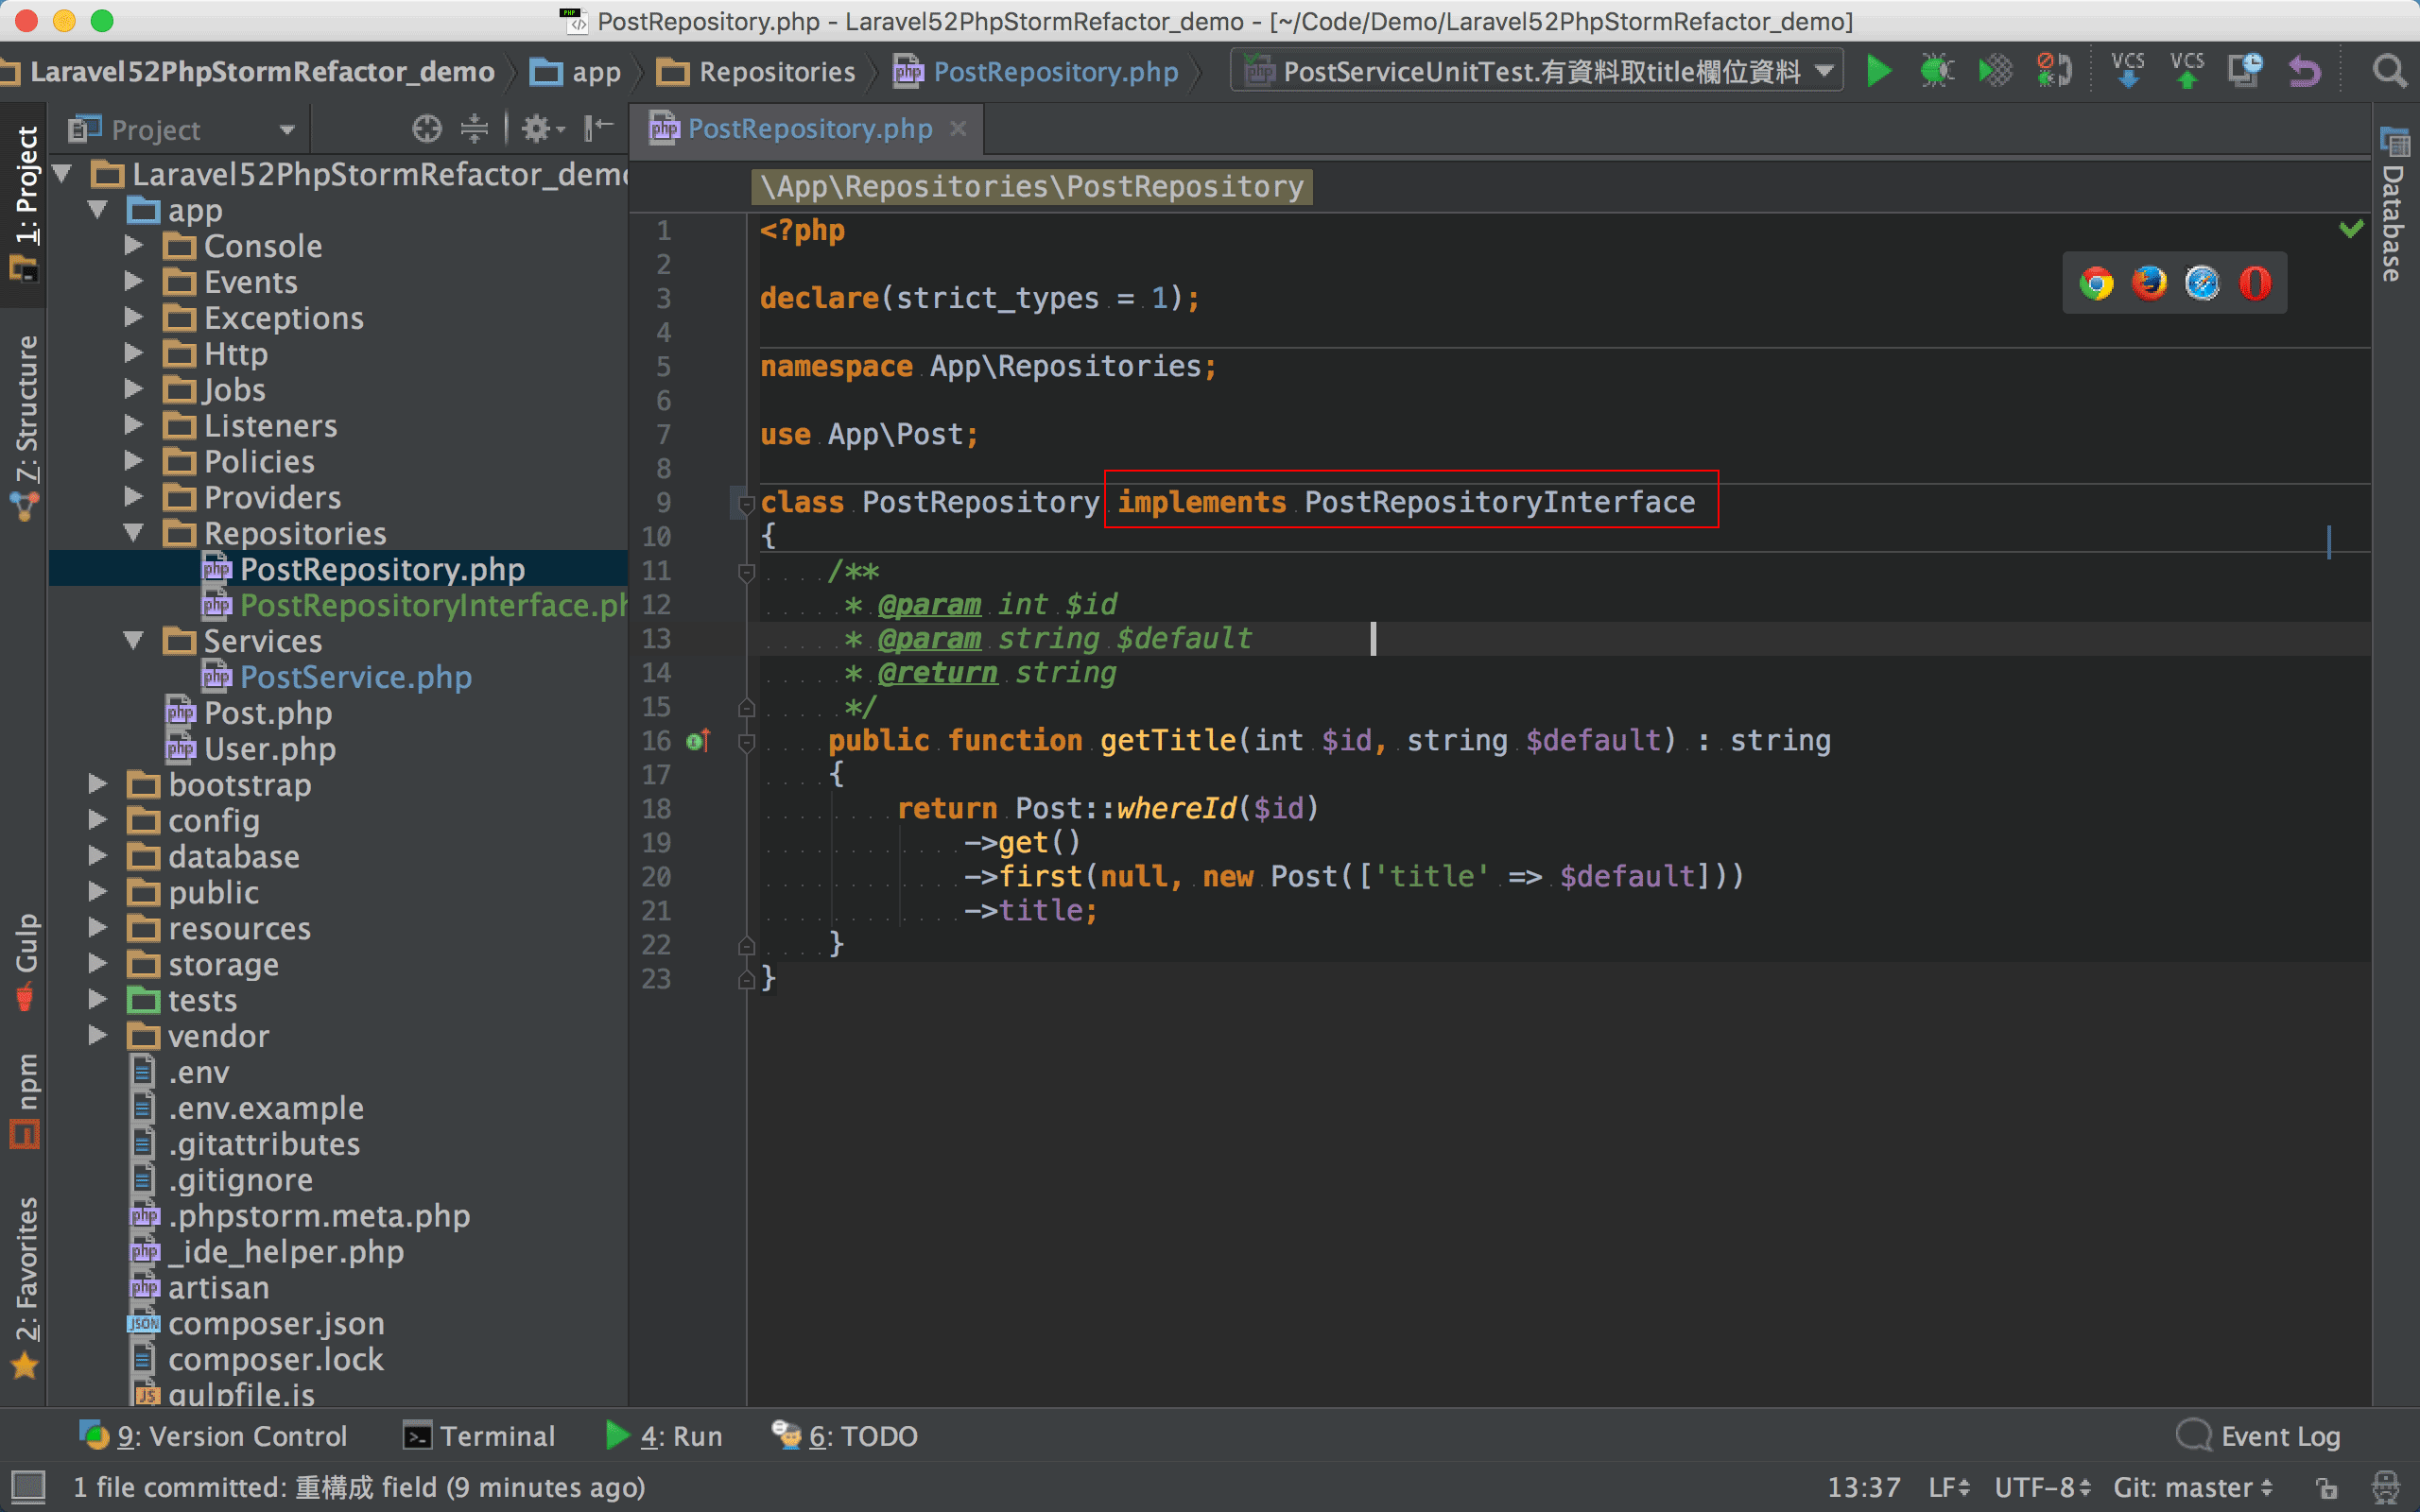 PostRepository.php - Laravel52PhpStormRefactor_demo - [~/Code/Demo/Laravel52PhpStormRefactor_demo]
Laravel52PhpStormRefactor_demo app Repositories PostRepository.php PostServiceUnitTest.有資料取title欄位資料 VCS VCS
1: Project
Z: Structure
Gulp
npm
2: Favorites
Project
Laravel52PhpStormRefactor_demo
app
Console
Events
Exceptions
Http
Jobs
Listeners
Policies
Providers
Repositories
PostRepository.php
PostRepositoryInterface.ph
Services
PostService.php
Post.php
User.php
bootstrap
config
database
public
resources
storage
tests
vendor
.env
.env.example
.gitattributes
.gitignore
.phpstorm.meta.php
_ide_helper.php
artisan
composer.json
composer.lock
gulpfile.js
PostRepository.php
\App\Repositories\PostRepository
1 <?php
2
3 declare(strict_types = 1);
4
5 namespace App\Repositories;
6
7 use App\Post;
8
9 class PostRepository implements PostRepositoryInterface
10 {
11 /**
12 * @param int $id
13 * @param string $default
14 * @return string
15 */
16 public function getTitle(int $id, string $default) : string
17 {
18 return Post::whereId($id)
19 ->get()
20 ->first(null, new Post(['title' => $default]))
21 ->title;
22 }
23 }
Database
9: Version Control Terminal 4: Run 6: TODO Event Log
1 file committed: 重構成 field (9 minutes ago) 13:37 LF UTF-8 Git: master